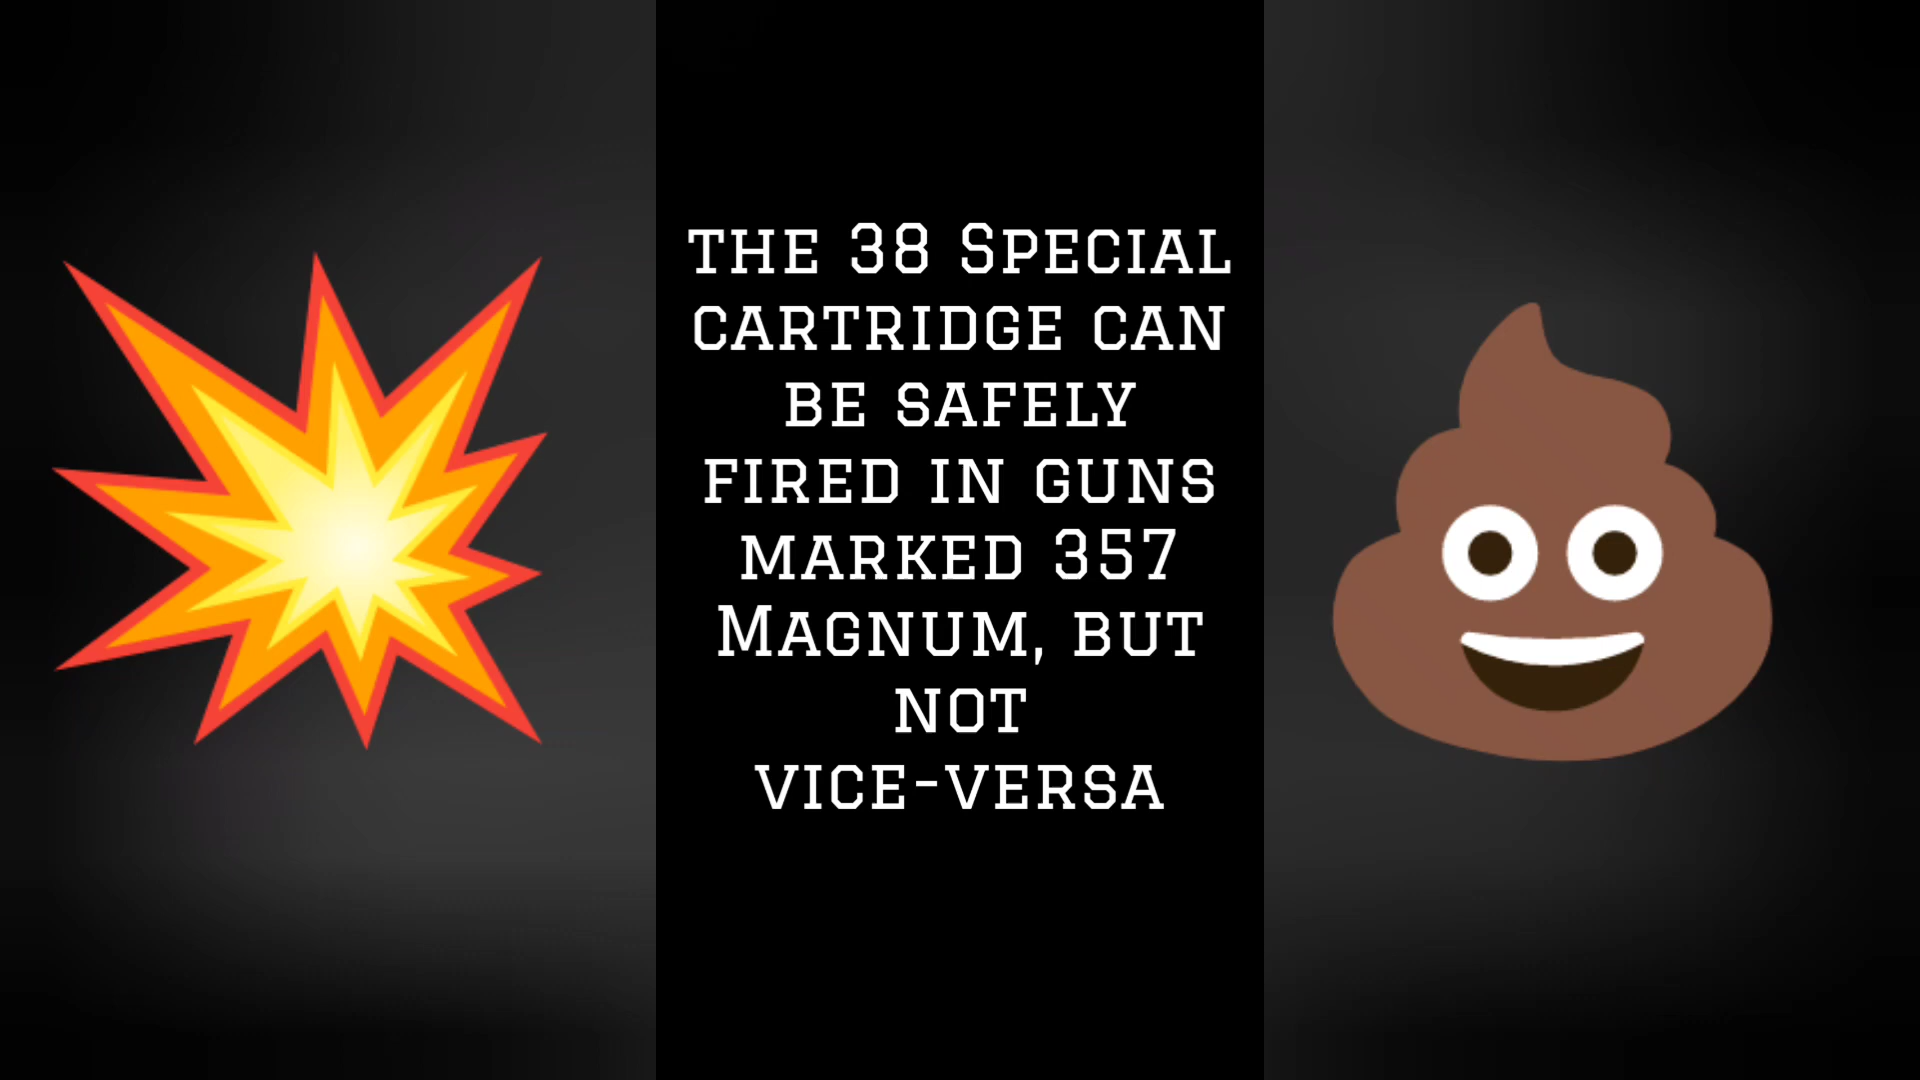 the 38 Special
cartridge can
be safely
fired in guns
marked 357
Magnum, but
not
vice-versa